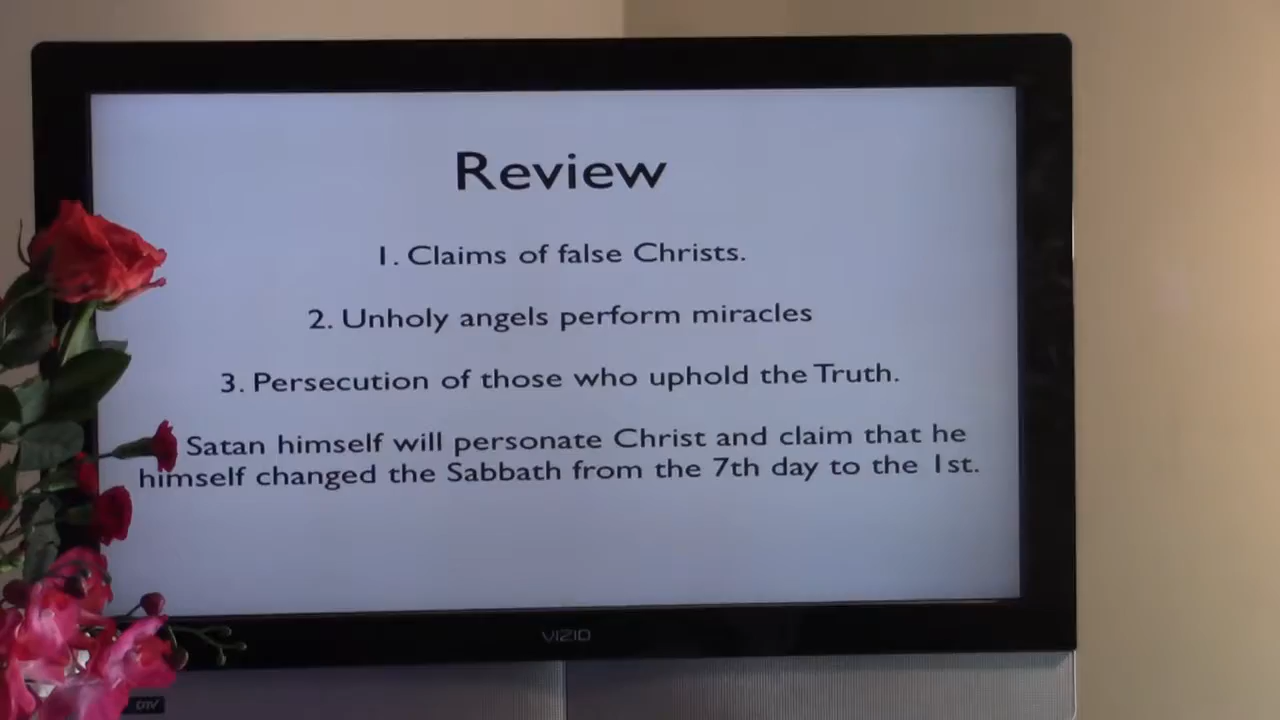 Review
1. Claims of false Christs.
2. Unholy angels perform miracles
3. Persecution of those who uphold the Truth.
Satan himself will personate Christ and claim that he
himself changed the Sabbath from the 7th day to the 1st.
VIZIO